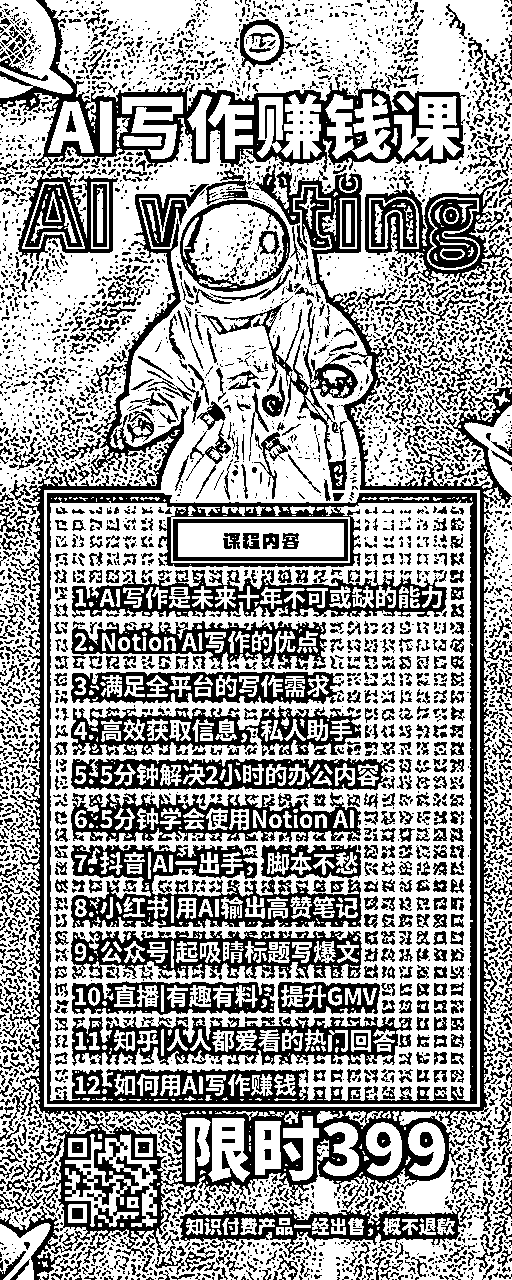 AI写作赚钱课
AI writing
课程内容
1. AI写作是未来十年不可或缺的能力
2. Notion AI写作的优点
3. 满足全平台的写作需求
4. 高效获取信息，私人助手
5. 5分钟解决2小时的办公内容
6. 5分钟学会使用Notion AI
7. 抖音|AI一出手，脚本不愁
8. 小红书|用AI输出高赞笔记
9. 公众号|起吸睛标题写爆文
10. 直播|有趣有料，提升GMV
11. 知乎|人人都爱看的热门回答
12. 如何用AI写作赚钱
限时399
知识付费产品一经出售，概不退款